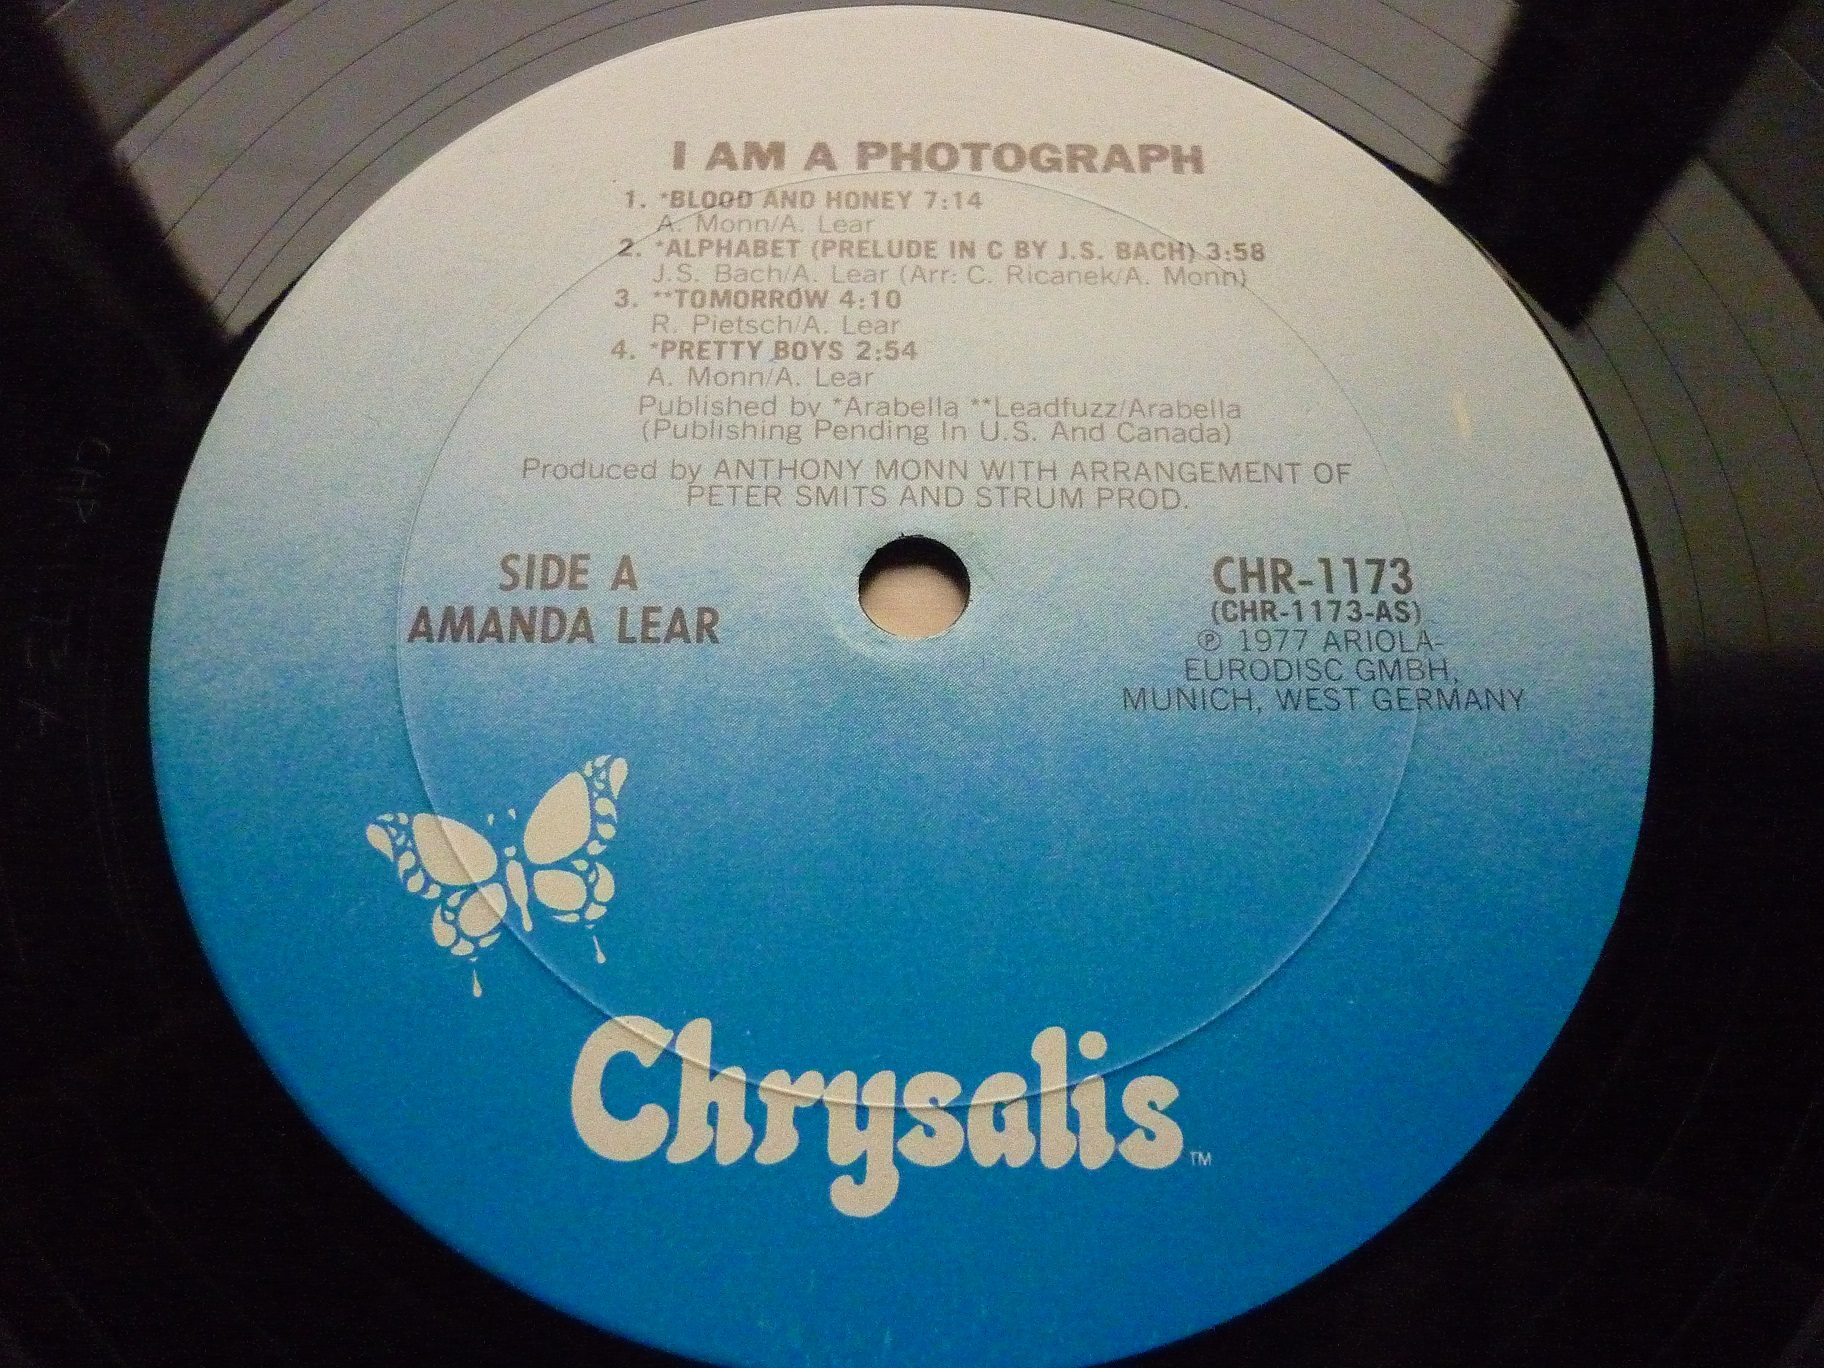 I AM A PHOTOGRAPH
1. *BLOOD AND HONEY 7:14
A. Monn/A. Lear
2. *ALPHABET (PRELUDE IN C BY J.S. BACH) 3:58
J.S. Bach/A. Lear (Arr: C. Ricanek/A. Monn)
3. **TOMORROW 4:10
R. Pietsch/A. Lear
4. *PRETTY BOYS 2:54
A. Monn/A. Lear
Published by *Arabella **Leadfuzz/Arabella
(Publishing Pending In U.S. And Canada)
Produced by ANTHONY MONN WITH ARRANGEMENT OF
PETER SMITS AND STRUM PROD.
SIDE A
AMANDA LEAR
CHR-1173
(CHR-1173-AS)
℗ 1977 ARIOLA-
EURODISC GMBH,
MUNICH, WEST GERMANY
Chrysalis TM